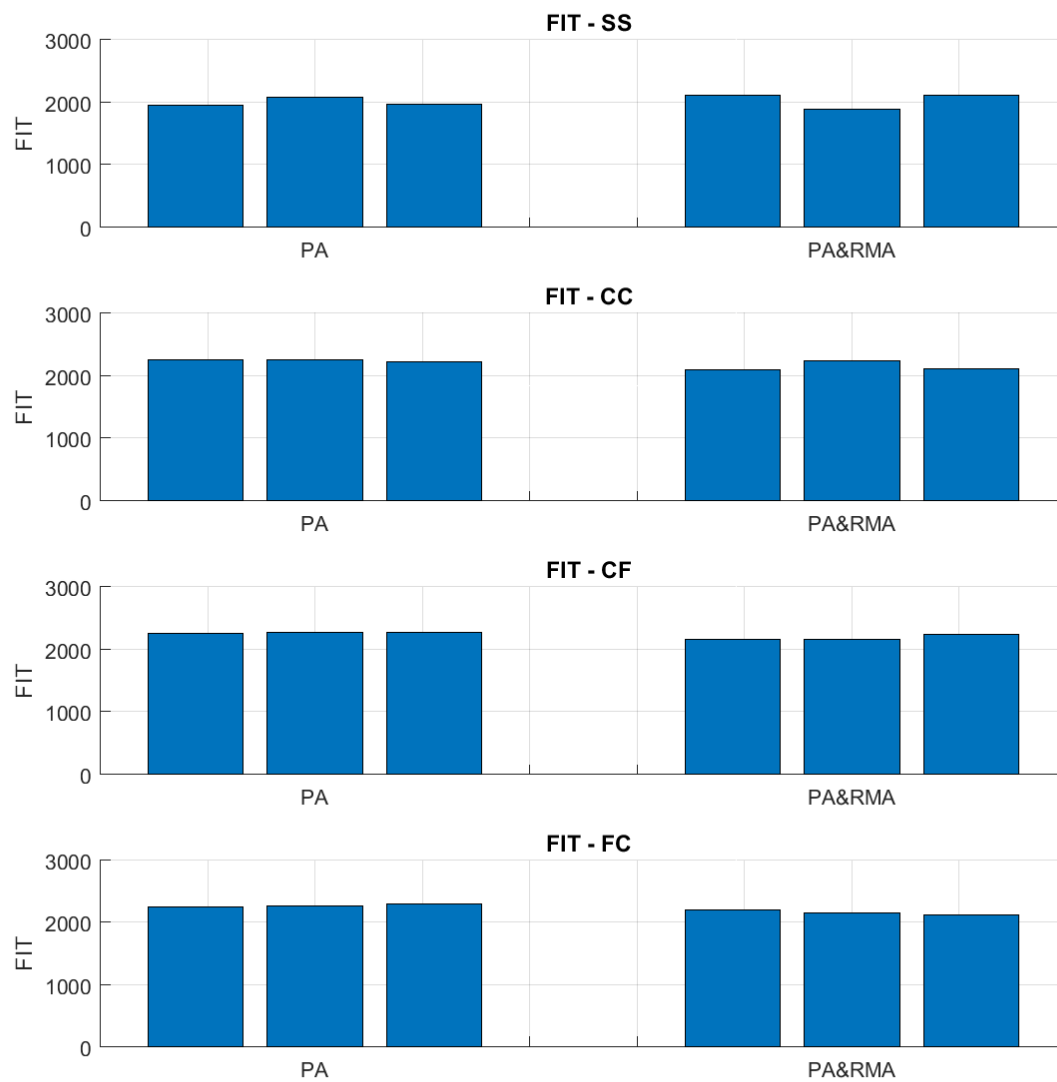 FIT - SS
3000
2000
1000
0
FIT
PA PA&RMA
FIT - CC
3000
2000
1000
0
FIT
PA PA&RMA
FIT - CF
3000
2000
1000
0
FIT
PA PA&RMA
FIT - FC
3000
2000
1000
0
FIT
PA PA&RMA